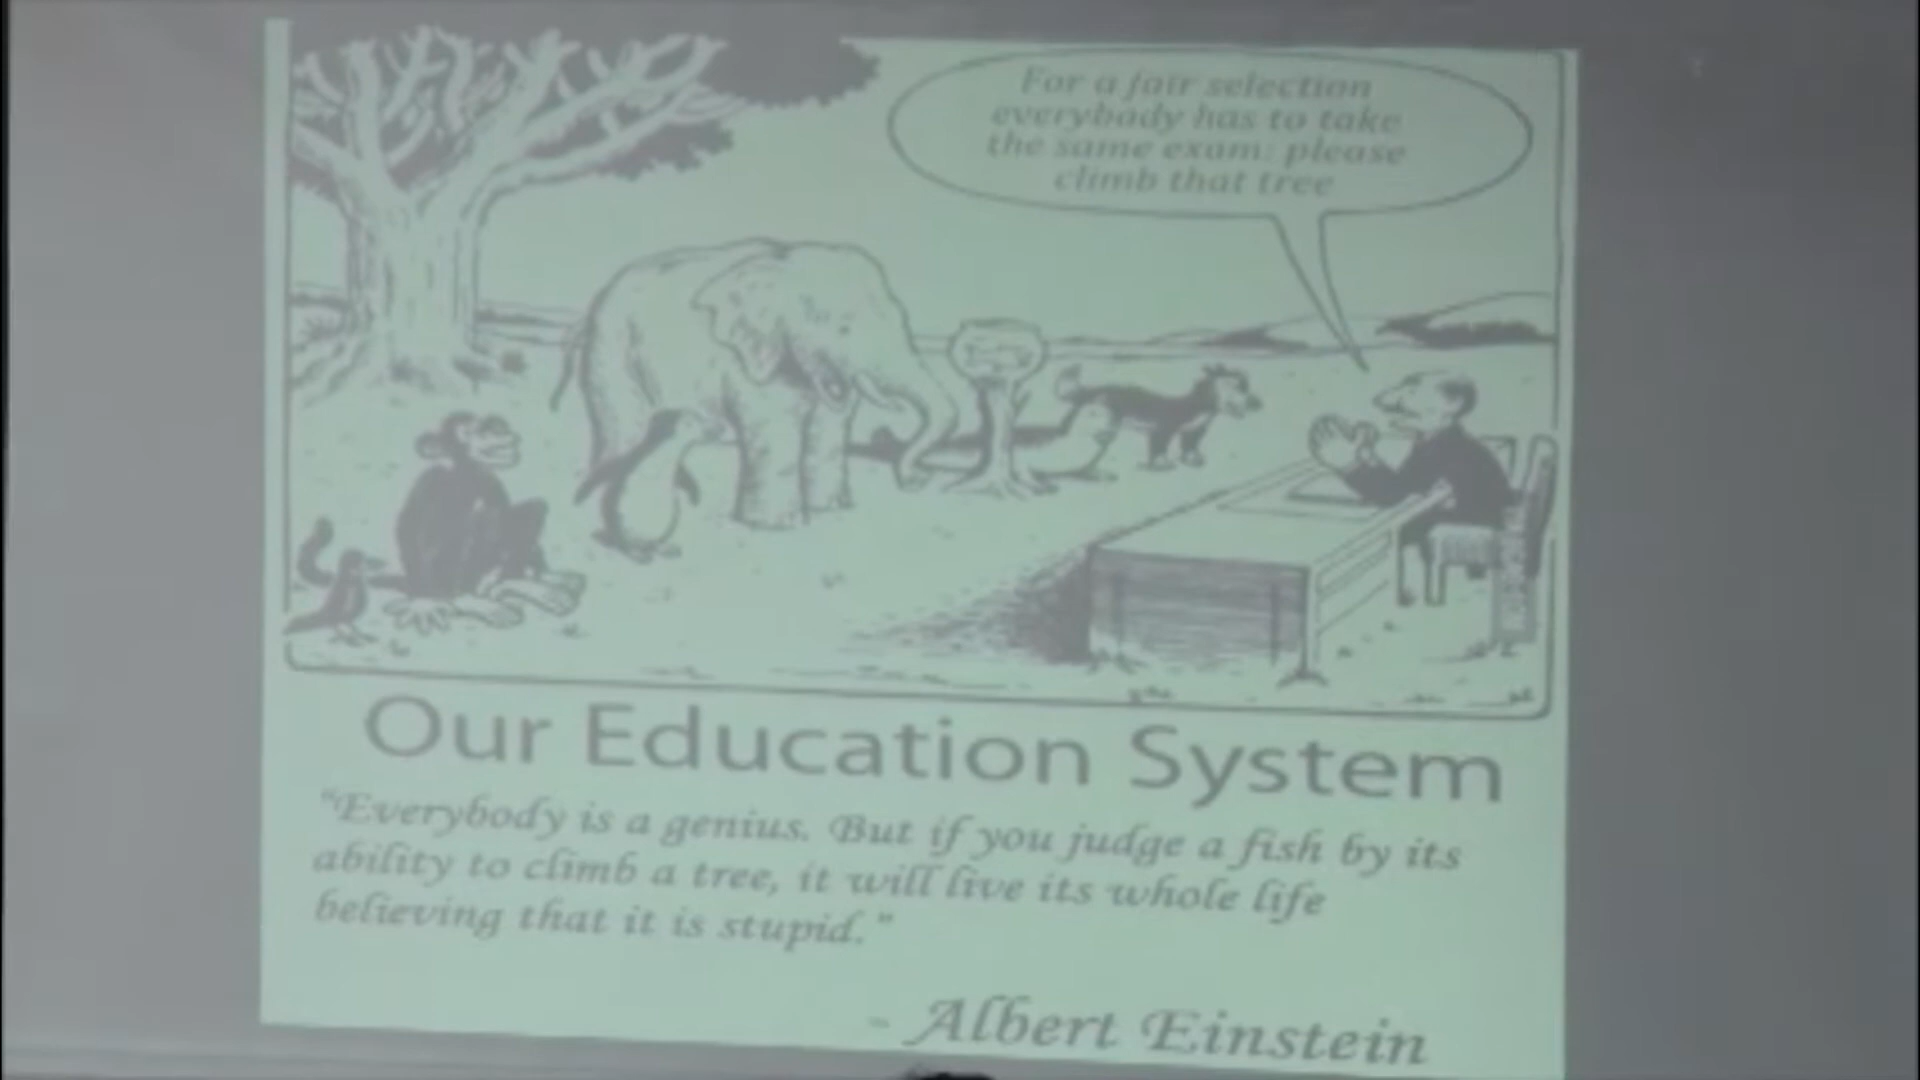 For a fair selection
everybody has to take
the same exam: please
climb that tree
Our Education System
"Everybody is a genius. But if you judge a fish by its
ability to climb a tree, it will live its whole life
believing that it is stupid."
- Albert Einstein